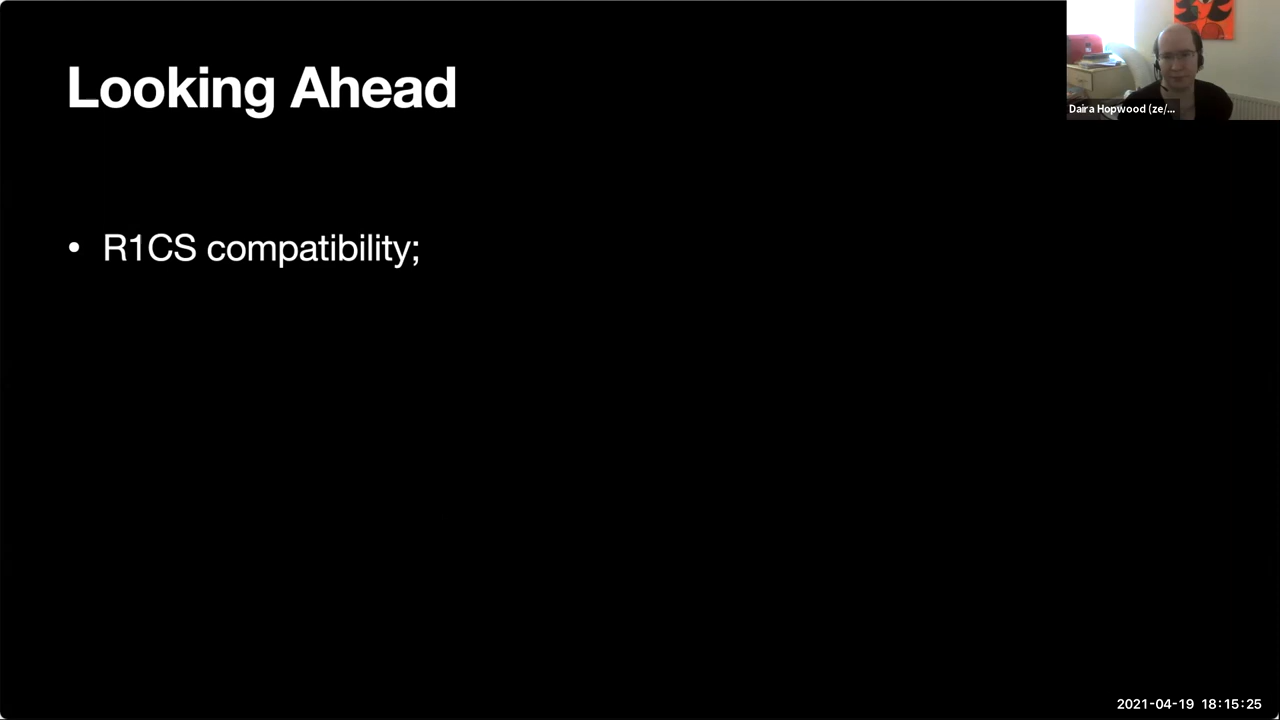 Looking Ahead
Daira Hopwood (ze/...
• R1CS compatibility;
2021-04-19 18:15:25